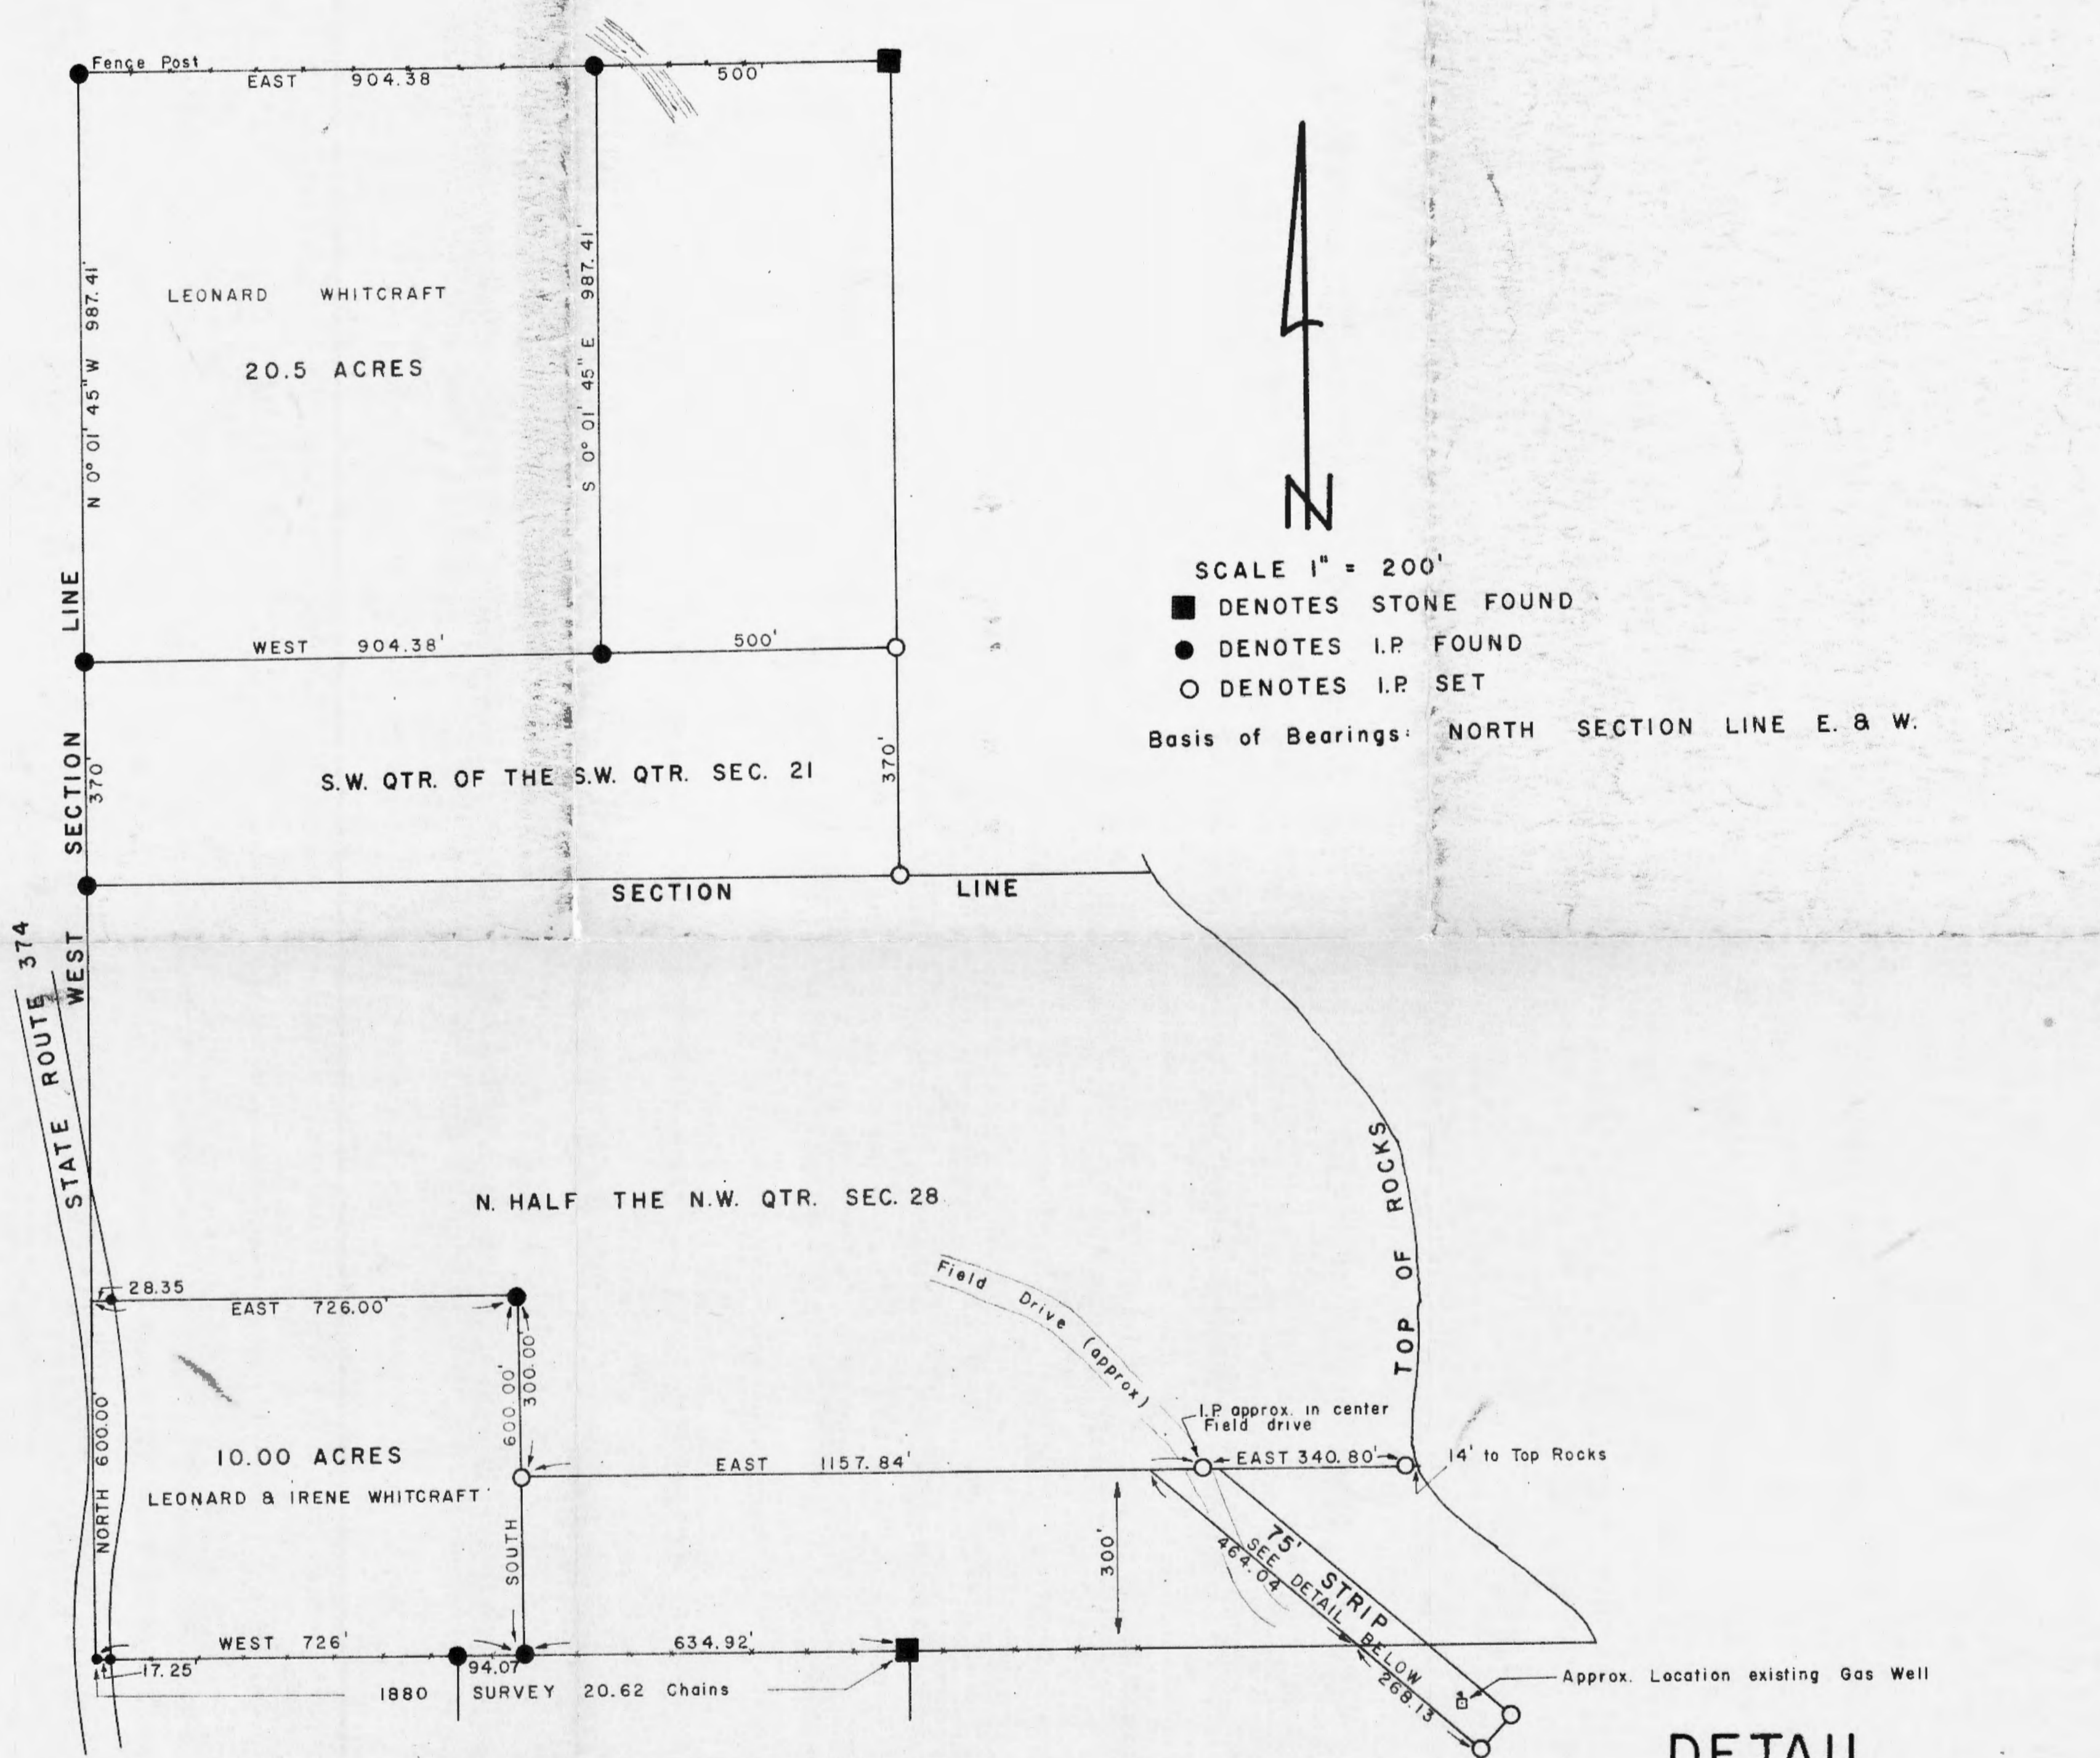 Fence Post
EAST 904.38
500'
N 0° 01' 45" W 987.41'
S 0° 01' 45" E 987.41'
LEONARD WHITCRAFT
20.5 ACRES
WEST 904.38'
500'
N
SCALE 1" = 200'
DENOTES STONE FOUND
DENOTES I.P. FOUND
DENOTES I.P. SET
Basis of Bearings: NORTH SECTION LINE E. & W.
WEST SECTION LINE
370'
370'
S.W. QTR. OF THE S.W. QTR. SEC. 21
SECTION LINE
STATE ROUTE 374
N. HALF THE N.W. QTR. SEC. 28
TOP OF ROCKS
Field Drive (approx)
28.35
EAST 726.00'
600.00'
300.00'
SOUTH
NORTH 600.00'
10.00 ACRES
LEONARD & IRENE WHITCRAFT
I.P. approx. in center
Field drive
EAST 1157.84'
EAST 340.80'
14' to Top Rocks
300'
75' STRIP
SEE DETAIL BELOW
464.04
268.13
WEST 726'
634.92'
17.25'
94.07'
1880 SURVEY 20.62 Chains
Approx. Location existing Gas Well
DETAIL